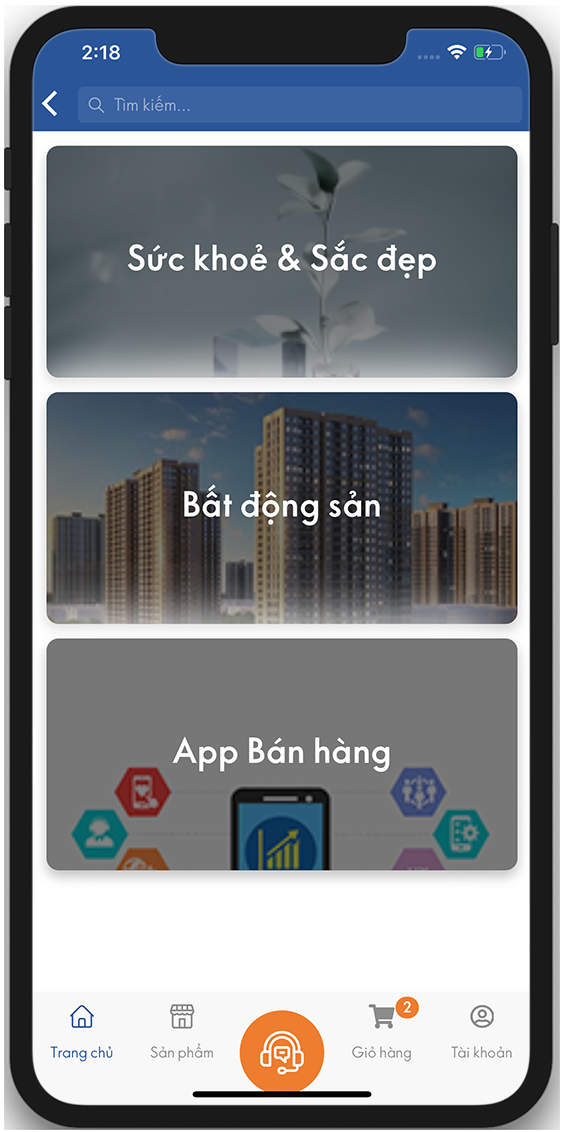 2:18
Tìm kiếm...
Sức khoẻ & Sắc đẹp
Bất động sản
App Bán hàng
2
Trang chủ
Sản phẩm
Giỏ hàng
Tài khoản